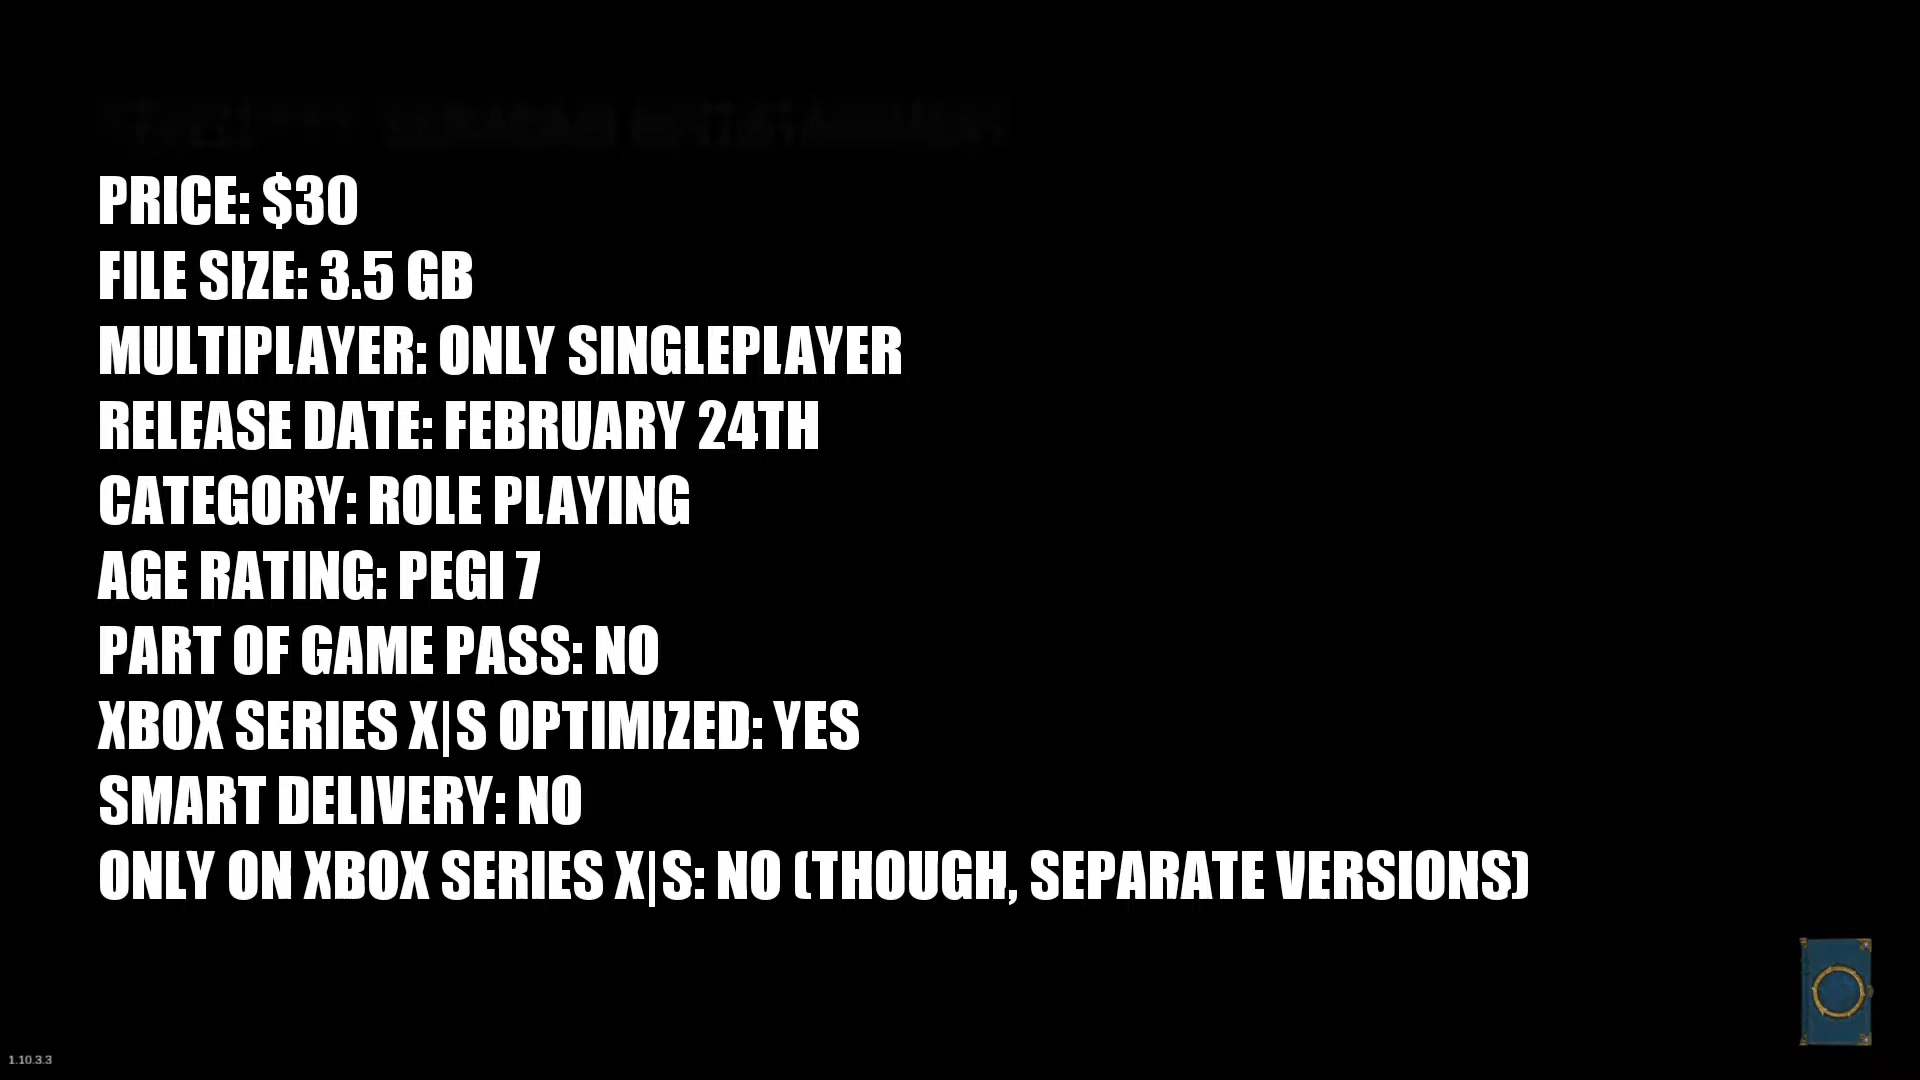 PRICE: $30
FILE SIZE: 3.5 GB
MULTIPLAYER: ONLY SINGLEPLAYER
RELEASE DATE: FEBRUARY 24TH
CATEGORY: ROLE PLAYING
AGE RATING: PEGI 7
PART OF GAME PASS: NO
XBOX SERIES X|S OPTIMIZED: YES
SMART DELIVERY: NO
ONLY ON XBOX SERIES X|S: NO (THOUGH, SEPARATE VERSIONS)
1.10.3.3